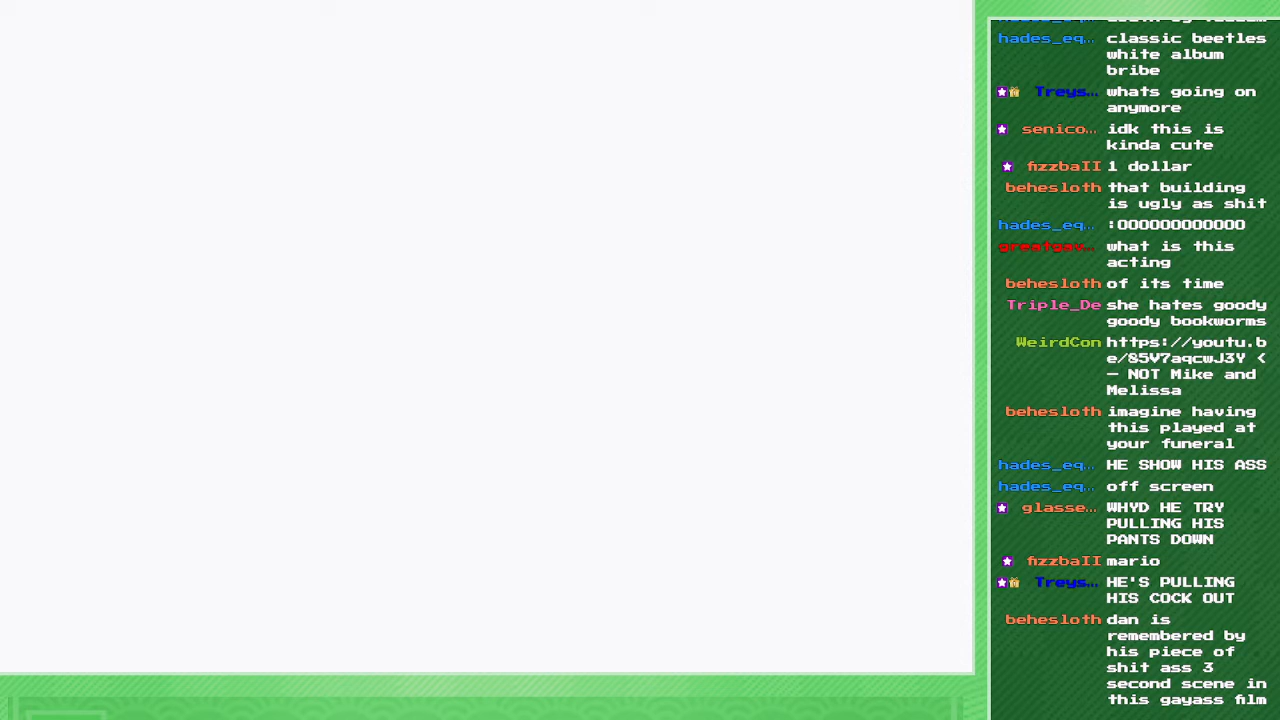 hades_eq… classic beetles
white album
bribe
Treys… whats going on
anymore
senico… idk this is
kinda cute
fizzball 1 dollar
behesloth that building
is ugly as shit
hades_eq… :OOOOOOOOOOOO
greatgav… what is this
acting
behesloth of its time
Triple_De she hates goody
goody bookworms
WeirdCon https://youtu.b
e/85V7aqcwJ3Y <
— NOT Mike and
Melissa
behesloth imagine having
this played at
your funeral
hades_eq… HE SHOW HIS ASS
hades_eq… off screen
glasse… WHYD HE TRY
PULLING HIS
PANTS DOWN
fizzball mario
Treys… HE'S PULLING
HIS COCK OUT
behesloth dan is
remembered by
his piece of
shit ass 3
second scene in
this gayass film